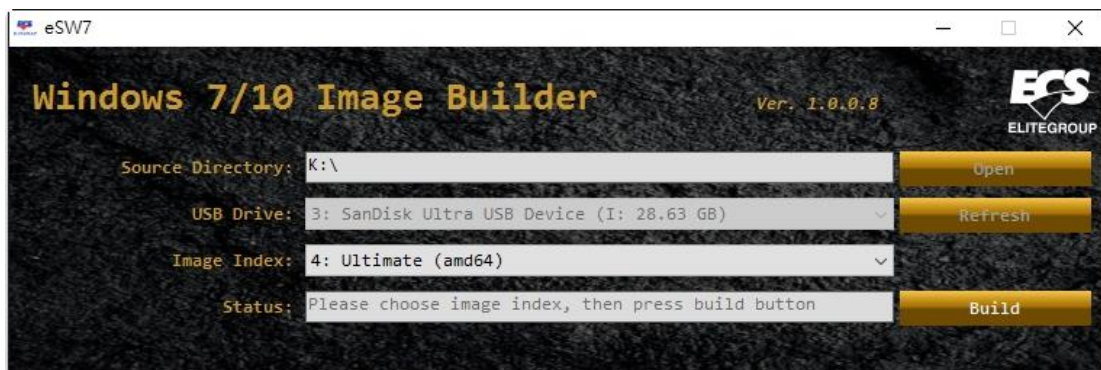 eSW7
Windows 7/10 Image Builder
Ver. 1.0.0.8
ECS
ELITEGROUP
Source Directory: K:\ Open
USB Drive: 3: SanDisk Ultra USB Device (I: 28.63 GB) Refresh
Image Index: 4: Ultimate (amd64)
Status: Please choose image index, then press build button Build